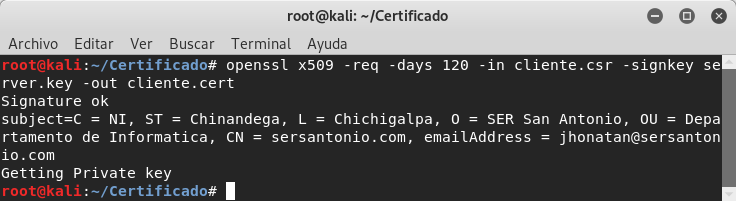 root@kali: ~/Certificado
Archivo Editar Ver Buscar Terminal Ayuda
root@kali:~/Certificado# openssl x509 -req -days 120 -in cliente.csr -signkey se
rver.key -out cliente.cert
Signature ok
subject=C = NI, ST = Chinandega, L = Chichigalpa, O = SER San Antonio, OU = Depa
rtamento de Informatica, CN = sersantonio.com, emailAddress = jhonatan@sersanton
io.com
Getting Private key
root@kali:~/Certificado#